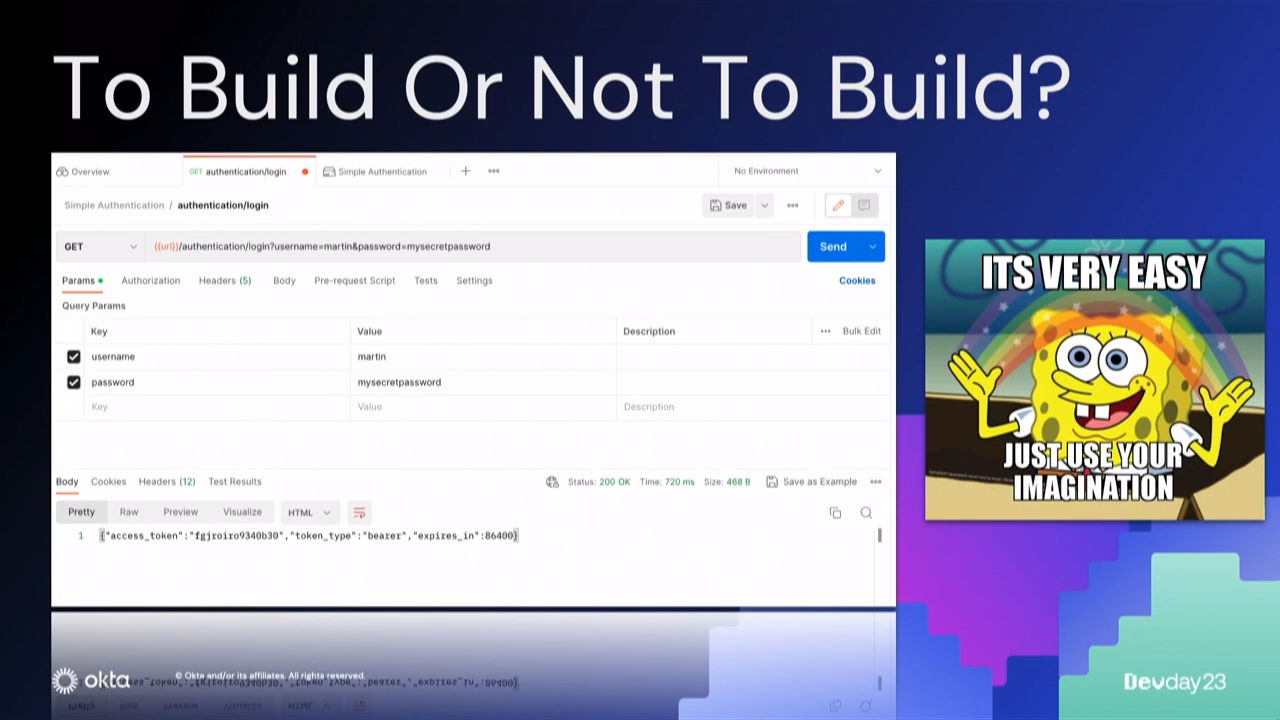 To Build Or Not To Build?
Overview
GET authentication/login
Simple Authentication
No Environment
Simple Authentication / authentication/login
Save
GET
{{url}}/authentication/login?username=martin&password=mysecretpassword
Send
Params
Authorization
Headers (5)
Body
Pre-request Script
Tests
Settings
Cookies
Query Params
Key
Value
Description
Bulk Edit
username
martin
password
mysecretpassword
Key
Value
Description
Body
Cookies
Headers (12)
Test Results
Status: 200 OK
Time: 720 ms
Size: 468 B
Save as Example
Pretty
Raw
Preview
Visualize
HTML
1
{"access_token":"fgjroiro9340b30","token_type":"bearer","expires_in":86400}
ITS VERY EASY
JUST USE YOUR
IMAGINATION
okta
© Okta and/or its affiliates. All rights reserved.
Devday23